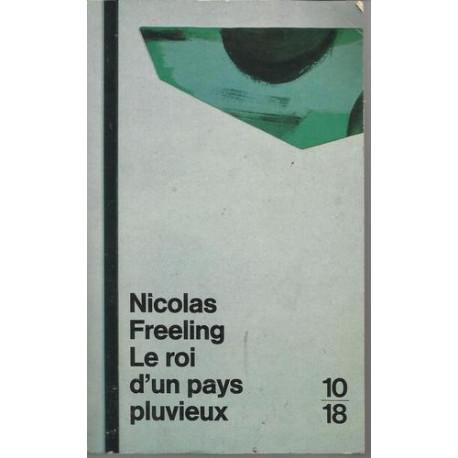 Nicolas
Freeling
Le roi
d'un pays
pluvieux
10
18